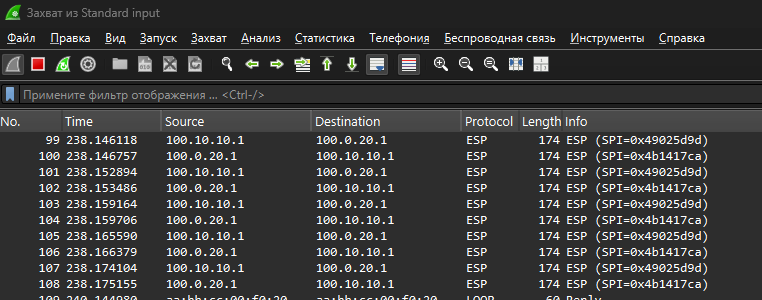 Захват из Standard input
Файл Правка Вид Запуск Захват Анализ Статистика Телефония Беспроводная связь Инструменты Справка
Примените фильтр отображения ... <Ctrl-/>
No. Time Source Destination Protocol Length Info
99 238.146118 100.10.10.1 100.0.20.1 ESP 174 ESP (SPI=0x49025d9d)
100 238.146757 100.0.20.1 100.10.10.1 ESP 174 ESP (SPI=0x4b1417ca)
101 238.152894 100.10.10.1 100.0.20.1 ESP 174 ESP (SPI=0x49025d9d)
102 238.153486 100.0.20.1 100.10.10.1 ESP 174 ESP (SPI=0x4b1417ca)
103 238.159164 100.10.10.1 100.0.20.1 ESP 174 ESP (SPI=0x49025d9d)
104 238.159706 100.0.20.1 100.10.10.1 ESP 174 ESP (SPI=0x4b1417ca)
105 238.165590 100.10.10.1 100.0.20.1 ESP 174 ESP (SPI=0x49025d9d)
106 238.166379 100.0.20.1 100.10.10.1 ESP 174 ESP (SPI=0x4b1417ca)
107 238.174104 100.10.10.1 100.0.20.1 ESP 174 ESP (SPI=0x49025d9d)
108 238.175155 100.0.20.1 100.10.10.1 ESP 174 ESP (SPI=0x4b1417ca)
109 240.144980 aa:bb:cc:00:f0:20 aa:bb:cc:00:f0:20 LOOP 60 Reply